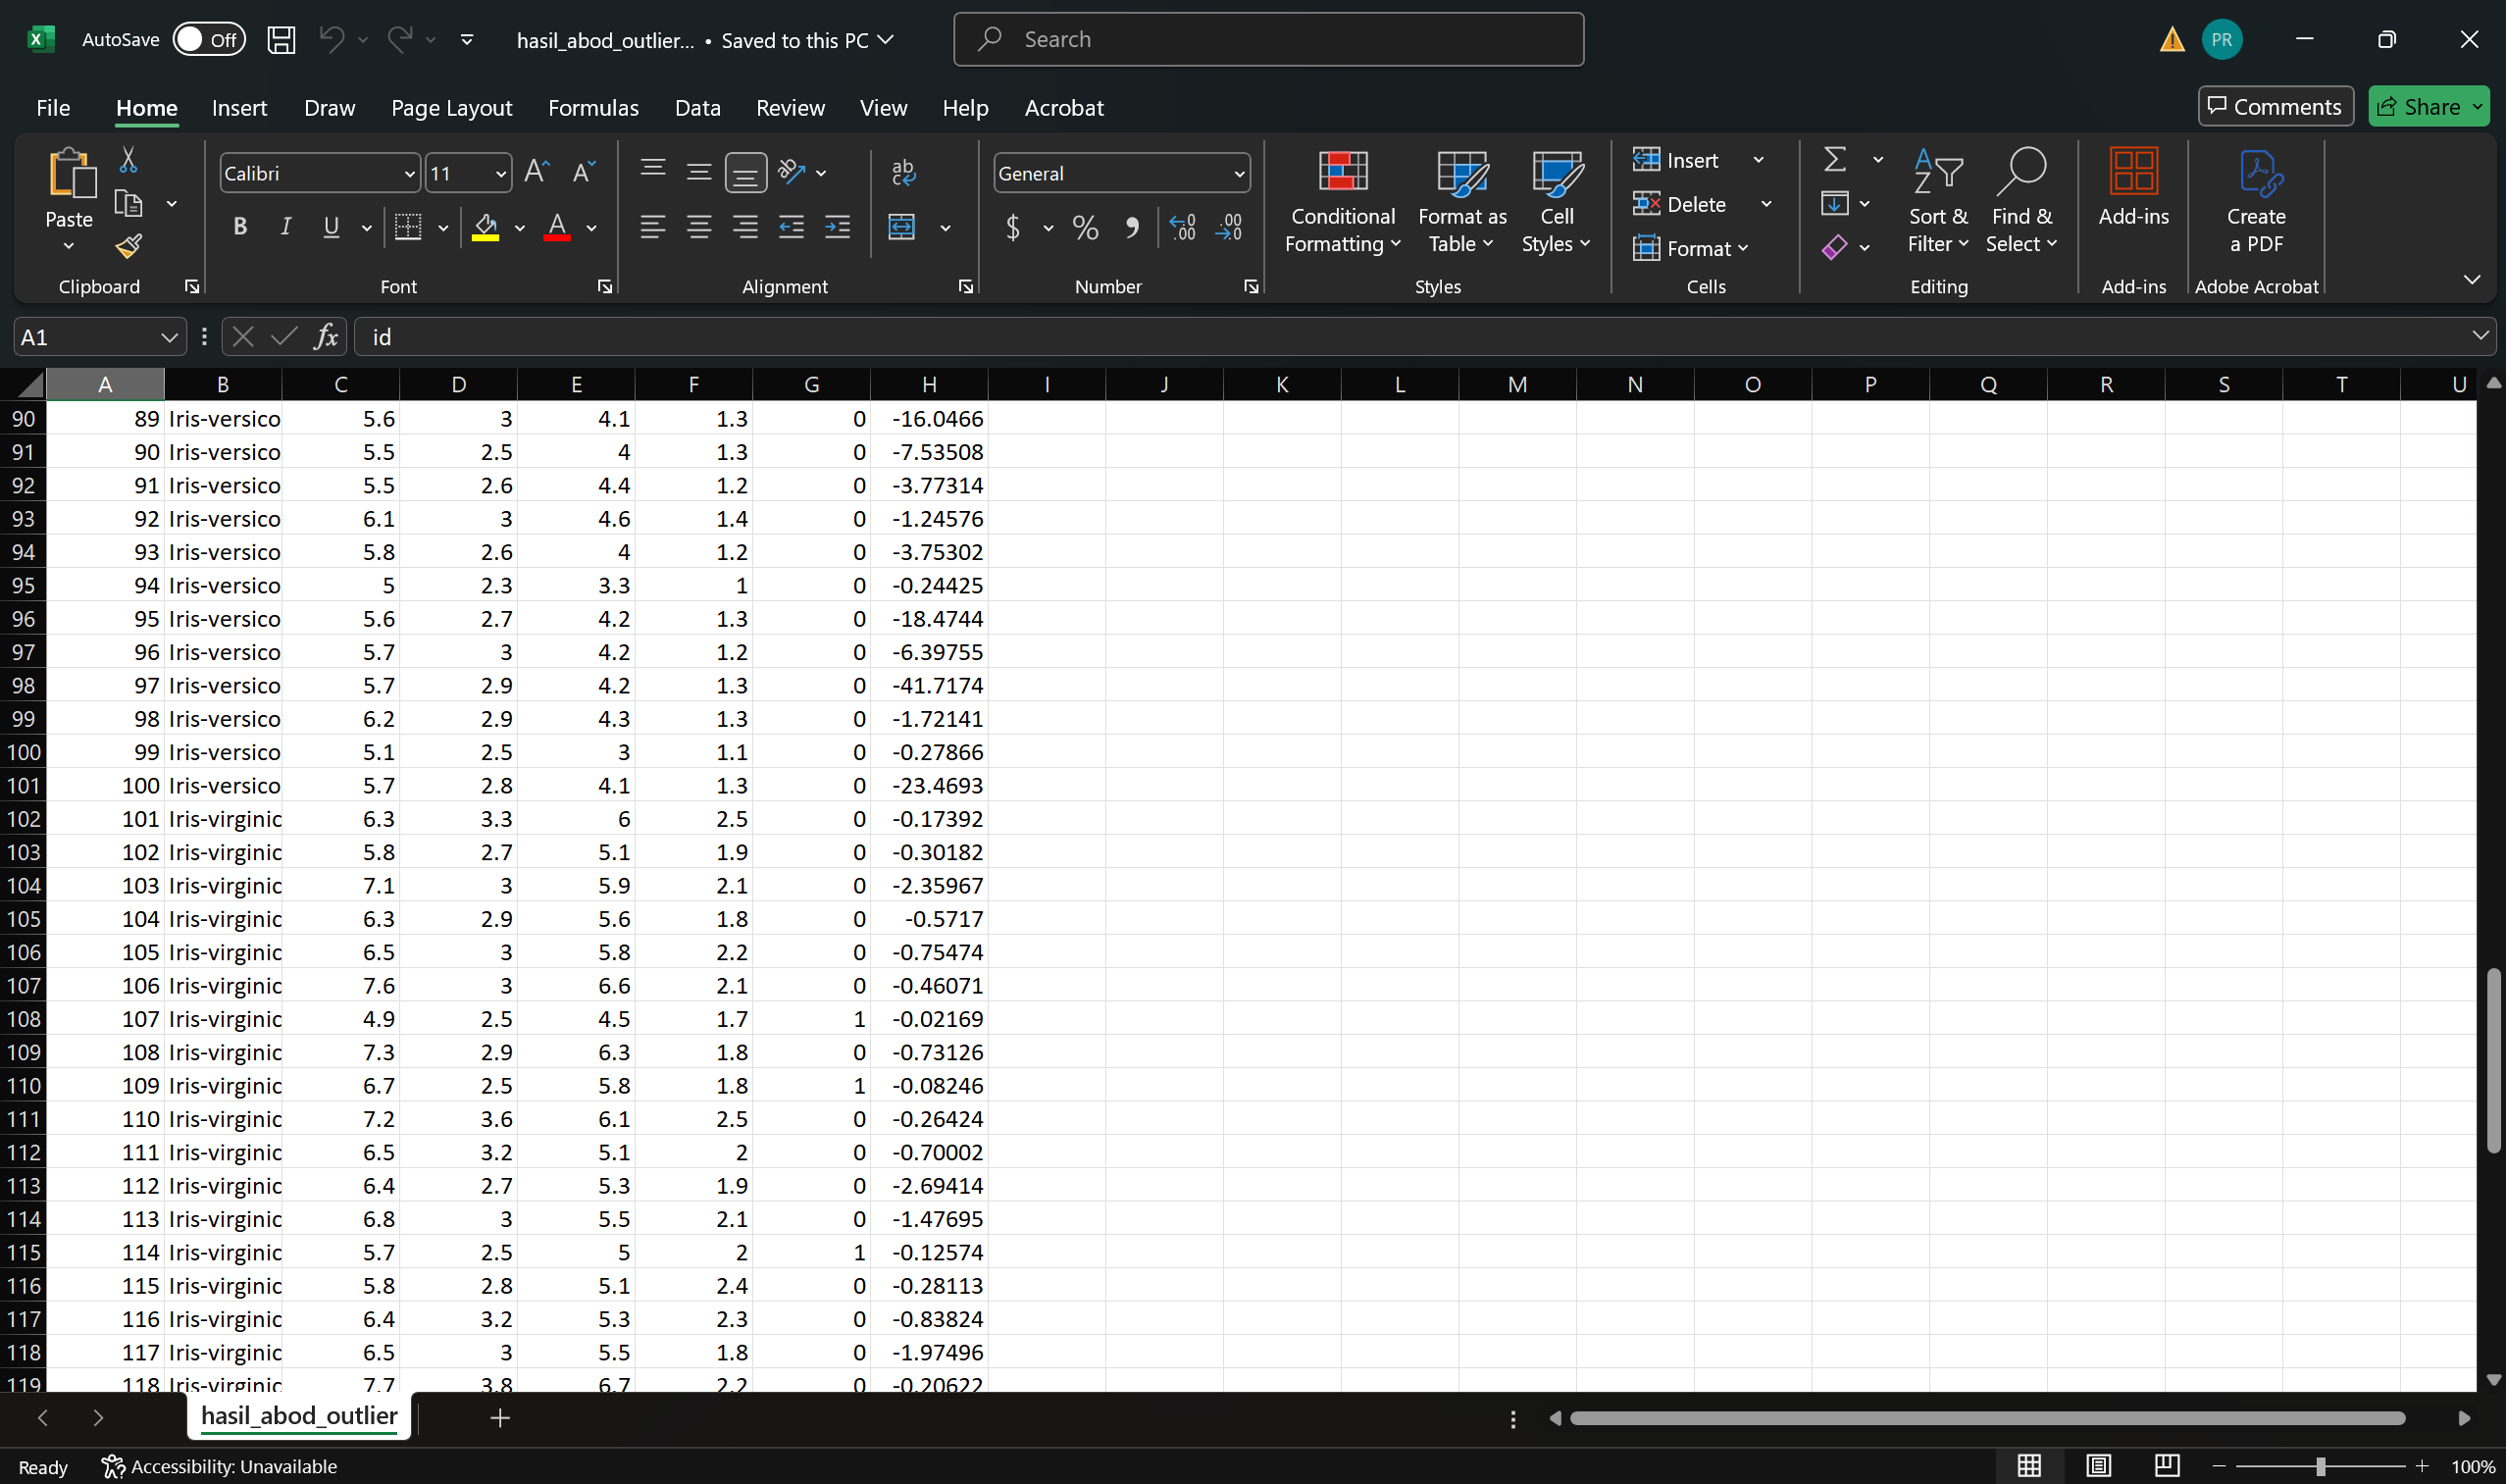 AutoSave Off hasil_abod_outlier... • Saved to this PC Search PR
File Home Insert Draw Page Layout Formulas Data Review View Help Acrobat Comments Share
Paste Calibri 11 General Conditional Formatting Format as Table Cell Styles Insert Delete Format Sort & Filter Find & Select Add-ins Create a PDF
Clipboard Font Alignment Number Styles Cells Editing Add-ins Adobe Acrobat
A1 fx id
A B C D E F G H I J K L M N O P Q R S T U
90 89 Iris-versico 5.6 3 4.1 1.3 0 -16.0466
91 90 Iris-versico 5.5 2.5 4 1.3 0 -7.53508
92 91 Iris-versico 5.5 2.6 4.4 1.2 0 -3.77314
93 92 Iris-versico 6.1 3 4.6 1.4 0 -1.24576
94 93 Iris-versico 5.8 2.6 4 1.2 0 -3.75302
95 94 Iris-versico 5 2.3 3.3 1 0 -0.24425
96 95 Iris-versico 5.6 2.7 4.2 1.3 0 -18.4744
97 96 Iris-versico 5.7 3 4.2 1.2 0 -6.39755
98 97 Iris-versico 5.7 2.9 4.2 1.3 0 -41.7174
99 98 Iris-versico 6.2 2.9 4.3 1.3 0 -1.72141
100 99 Iris-versico 5.1 2.5 3 1.1 0 -0.27866
101 100 Iris-versico 5.7 2.8 4.1 1.3 0 -23.4693
102 101 Iris-virginic 6.3 3.3 6 2.5 0 -0.17392
103 102 Iris-virginic 5.8 2.7 5.1 1.9 0 -0.30182
104 103 Iris-virginic 7.1 3 5.9 2.1 0 -2.35967
105 104 Iris-virginic 6.3 2.9 5.6 1.8 0 -0.5717
106 105 Iris-virginic 6.5 3 5.8 2.2 0 -0.75474
107 106 Iris-virginic 7.6 3 6.6 2.1 0 -0.46071
108 107 Iris-virginic 4.9 2.5 4.5 1.7 1 -0.02169
109 108 Iris-virginic 7.3 2.9 6.3 1.8 0 -0.73126
110 109 Iris-virginic 6.7 2.5 5.8 1.8 1 -0.08246
111 110 Iris-virginic 7.2 3.6 6.1 2.5 0 -0.26424
112 111 Iris-virginic 6.5 3.2 5.1 2 0 -0.70002
113 112 Iris-virginic 6.4 2.7 5.3 1.9 0 -2.69414
114 113 Iris-virginic 6.8 3 5.5 2.1 0 -1.47695
115 114 Iris-virginic 5.7 2.5 5 2 1 -0.12574
116 115 Iris-virginic 5.8 2.8 5.1 2.4 0 -0.28113
117 116 Iris-virginic 6.4 3.2 5.3 2.3 0 -0.83824
118 117 Iris-virginic 6.5 3 5.5 1.8 0 -1.97496
119 118 Iris-virginic 7.7 3.8 6.7 2.2 0 -0.20622
hasil_abod_outlier
Ready Accessibility: Unavailable 100%